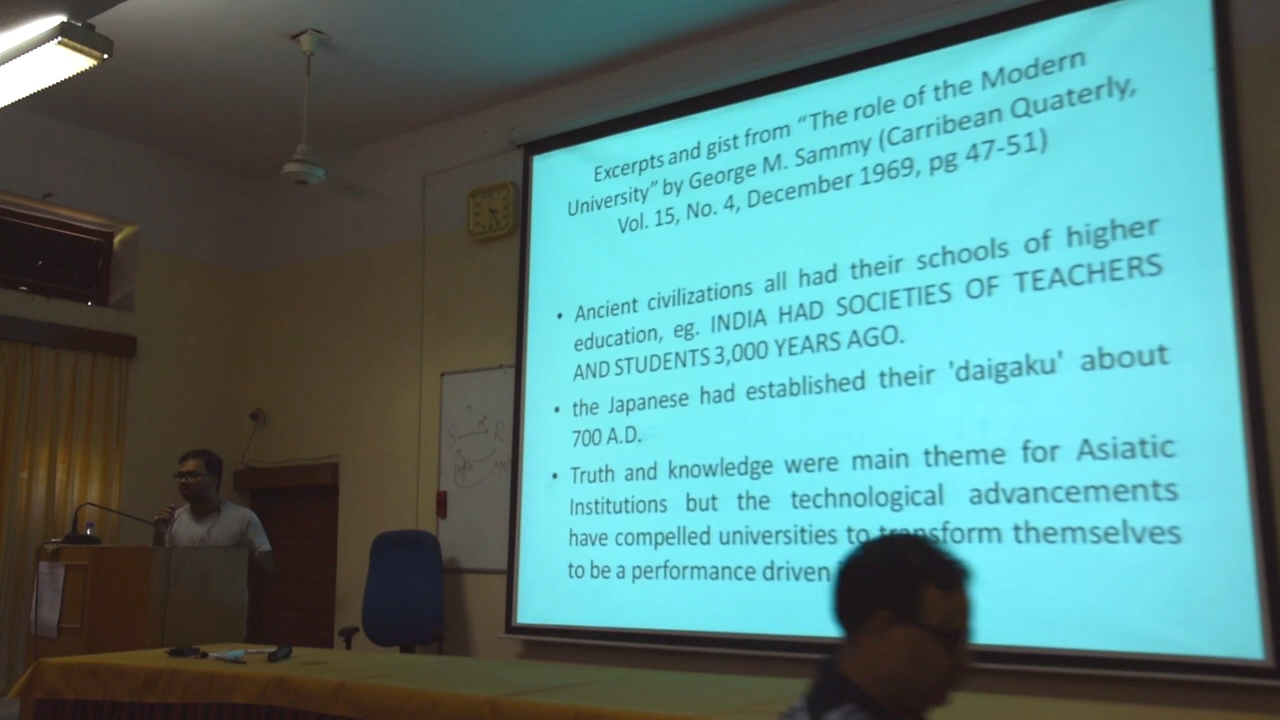 Excerpts and gist from “The role of the Modern
University” by George M. Sammy (Carribean Quaterly,
Vol. 15, No. 4, December 1969, pg 47-51)
• Ancient civilizations all had their schools of higher
education, eg. INDIA HAD SOCIETIES OF TEACHERS
AND STUDENTS 3,000 YEARS AGO.
• the Japanese had established their 'daigaku' about
700 A.D.
• Truth and knowledge were main theme for Asiatic
Institutions but the technological advancements
have compelled universities to transform themselves
to be a performance driven